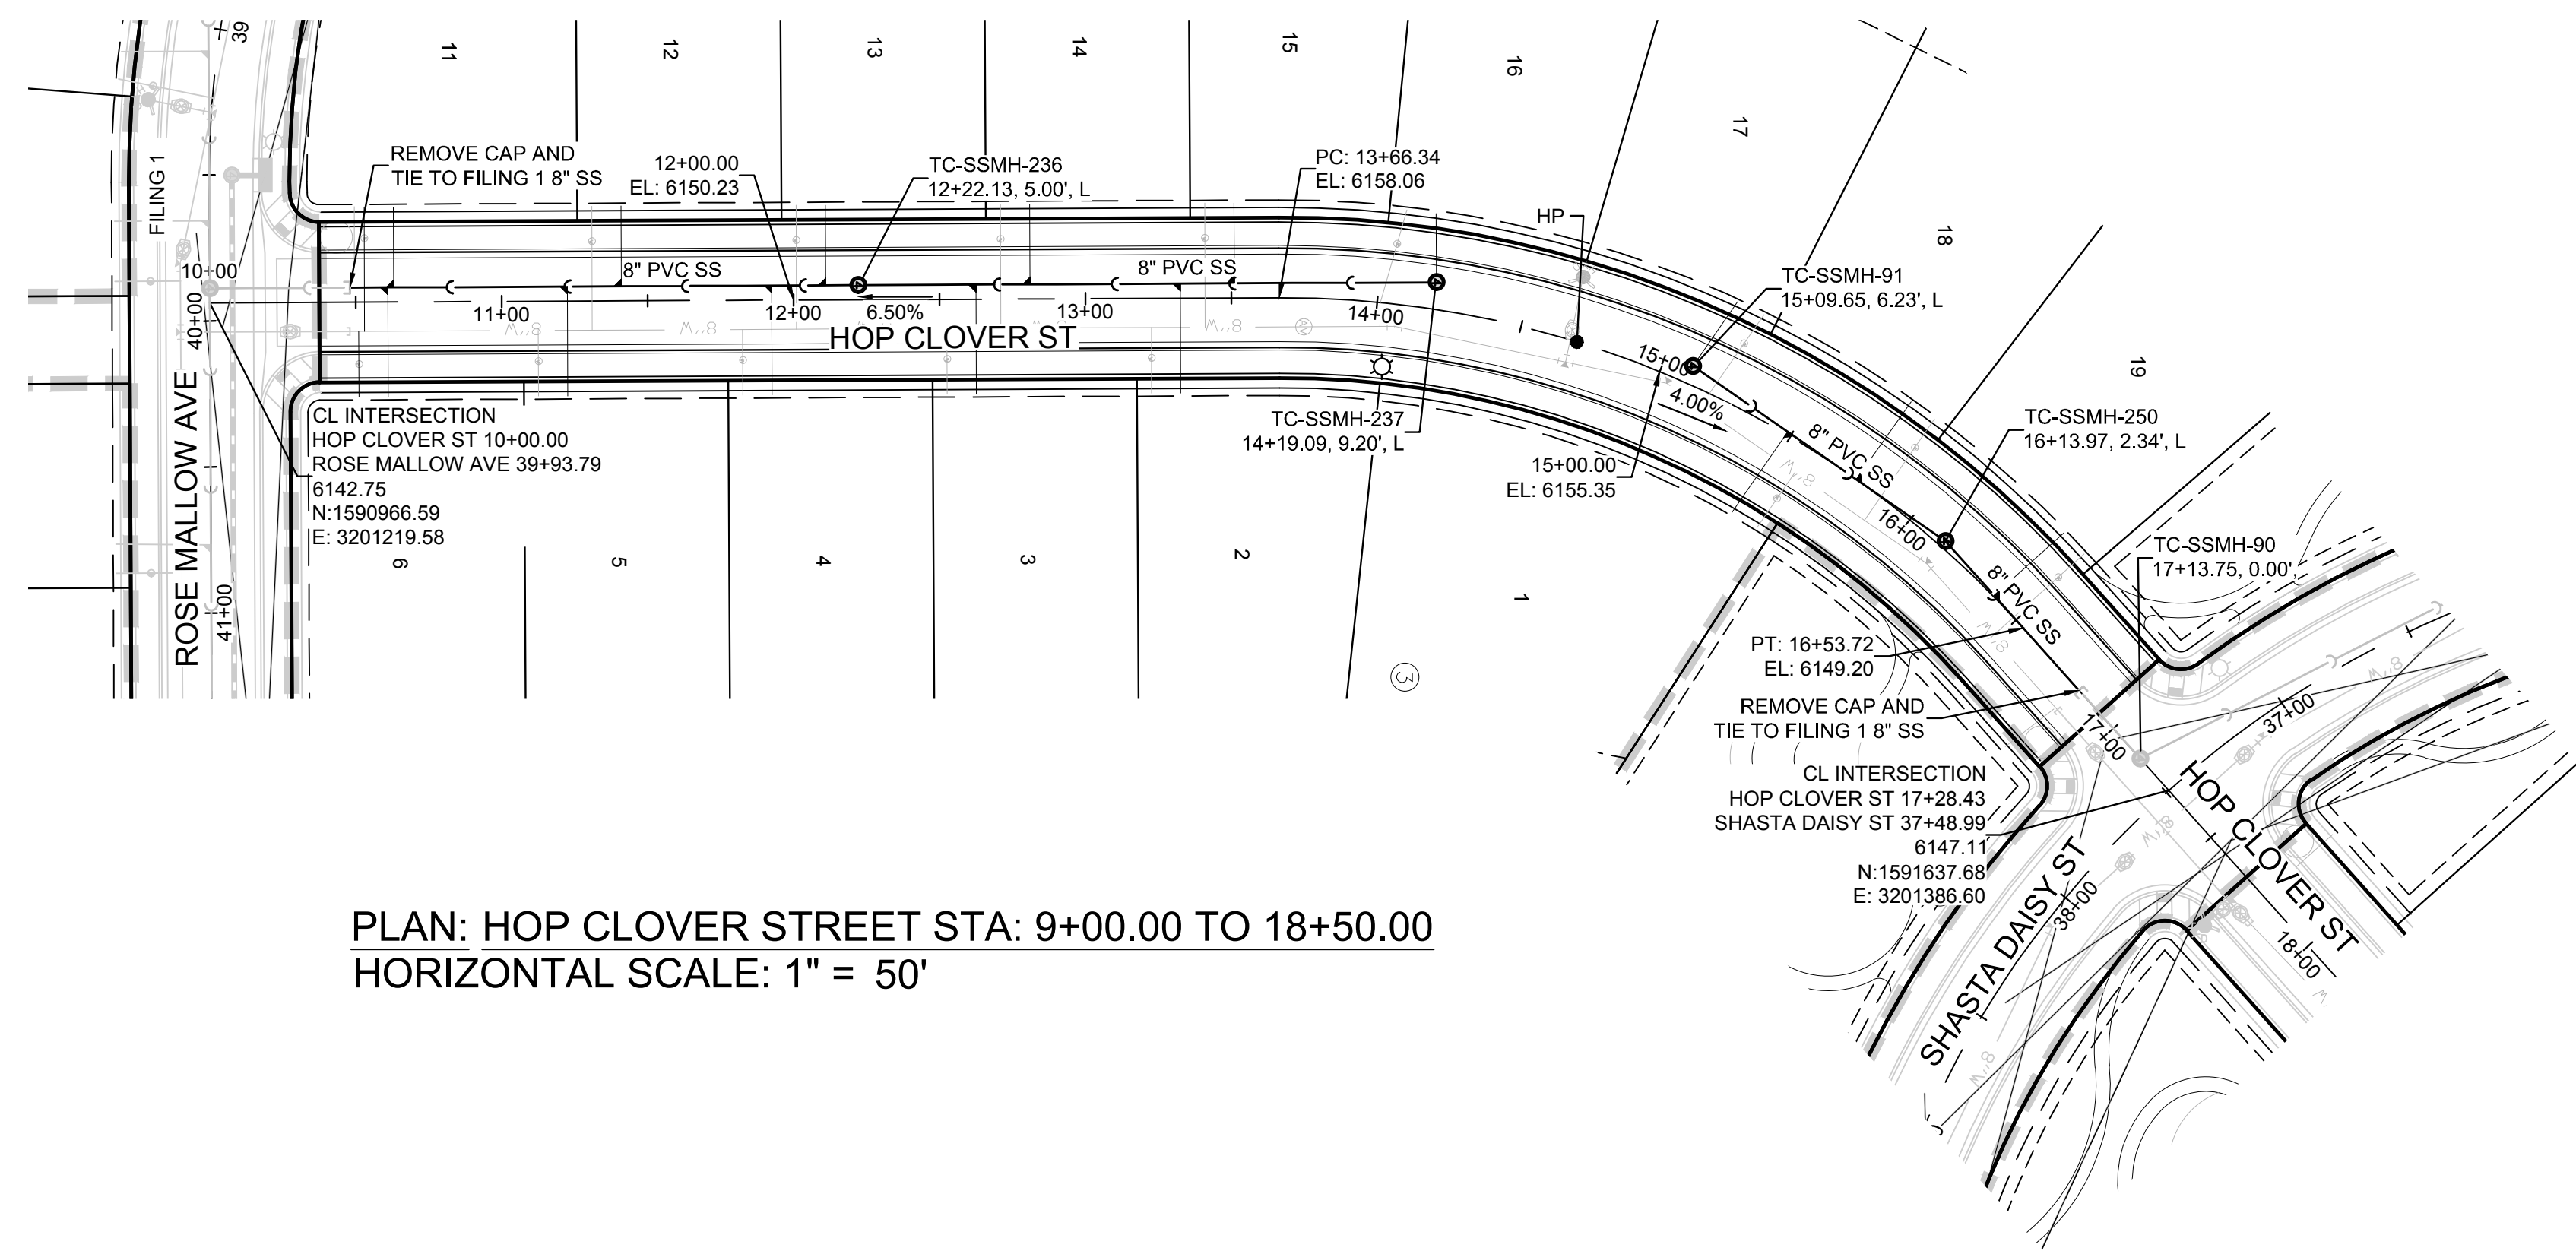 39
11
12
13
14
15
16
17
18
19
FILING 1
REMOVE CAP AND
TIE TO FILING 1 8" SS
12+00.00
EL: 6150.23
TC-SSMH-236
12+22.13, 5.00', L
PC: 13+66.34
EL: 6158.06
HP
TC-SSMH-91
15+09.65, 6.23', L
10+00
40+00
41+00
ROSE MALLOW AVE
8" PVC SS
8" PVC SS
11+00
12+00
6.50%
13+00
14+00
8"W
8"W
8"W
HOP CLOVER ST
15+00
4.00%
8" PVC SS
8"W
16+00
8" PVC SS
8"W
8"W
CL INTERSECTION
HOP CLOVER ST 10+00.00
ROSE MALLOW AVE 39+93.79
6142.75
N:1590966.59
E: 3201219.58
TC-SSMH-237
14+19.09, 9.20', L
15+00.00
EL: 6155.35
TC-SSMH-250
16+13.97, 2.34', L
TC-SSMH-90
17+13.75, 0.00',
6
5
4
3
2
1
3
PT: 16+53.72
EL: 6149.20
REMOVE CAP AND
TIE TO FILING 1 8" SS
CL INTERSECTION
HOP CLOVER ST 17+28.43
SHASTA DAISY ST 37+48.99
6147.11
N:1591637.68
E: 3201386.60
17+00
37+00
8"W
HOP CLOVER ST
8"W
18+00
SHASTA DAISY ST
38+00
8"W
PLAN: HOP CLOVER STREET STA: 9+00.00 TO 18+50.00
HORIZONTAL SCALE: 1" = 50'